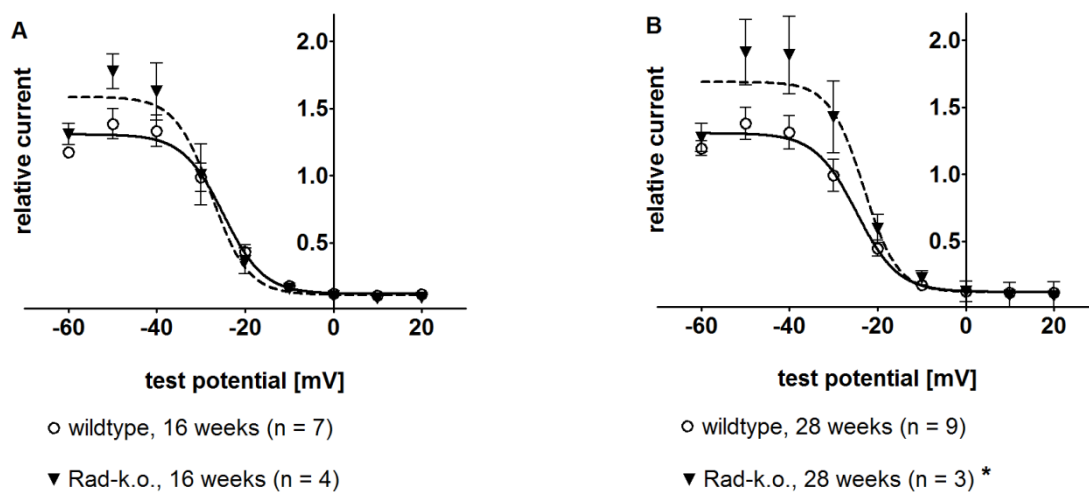 A
relative current
2.0
1.5
1.0
0.5
-60 -40 -20 0 20
test potential [mV]
wildtype, 16 weeks (n = 7)
Rad-k.o., 16 weeks (n = 4)
B
relative current
2.0
1.5
1.0
0.5
-60 -40 -20 0 20
test potential [mV]
wildtype, 28 weeks (n = 9)
Rad-k.o., 28 weeks (n = 3) *